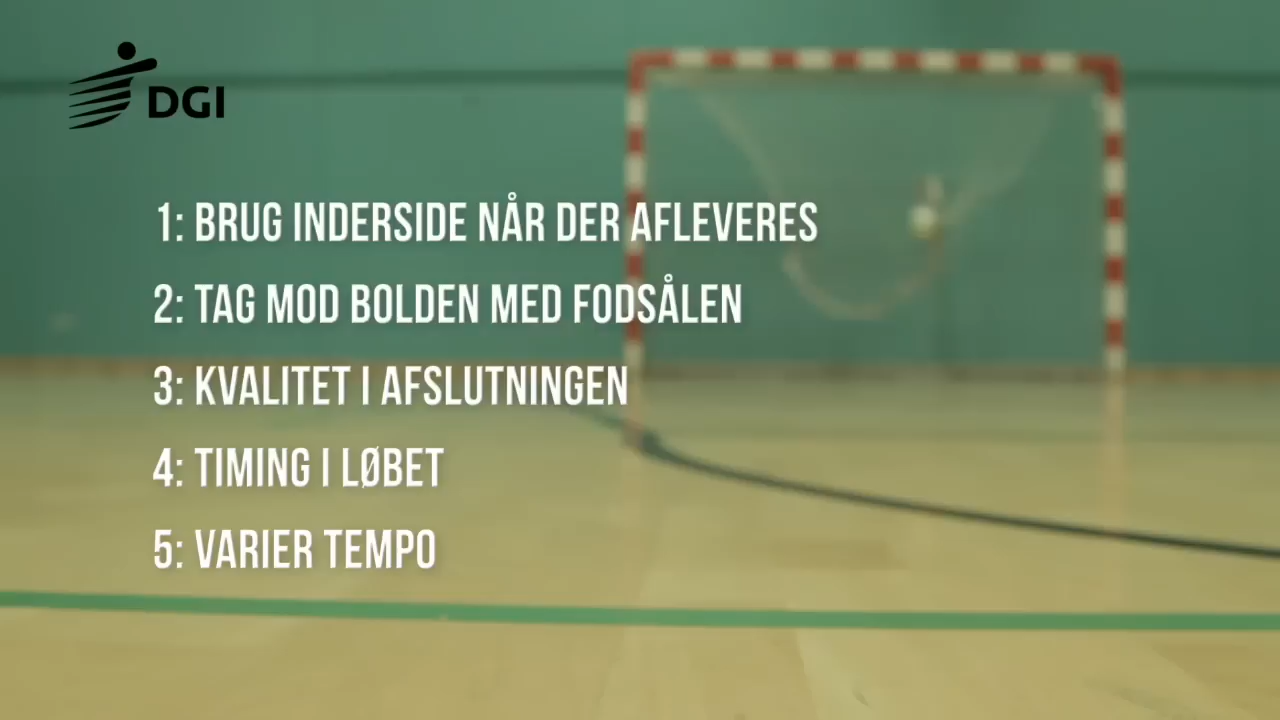 DGI
1: BRUG INDERSIDE NÅR DER AFLEVERES
2: TAG MOD BOLDEN MED FODSÅLEN
3: KVALITET I AFSLUTNINGEN
4: TIMING I LØBET
5: VARIER TEMPO